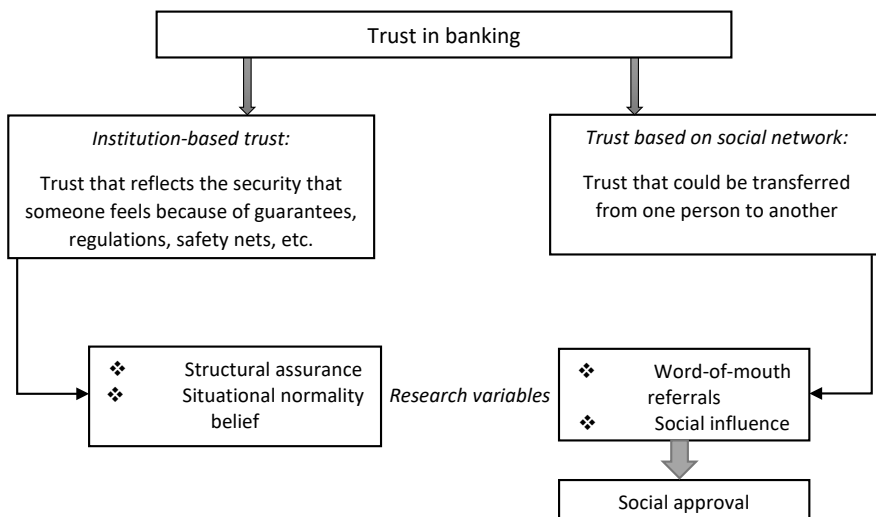 Trust in banking
Institution-based trust:
Trust that reflects the security that
someone feels because of guarantees,
regulations, safety nets, etc.
Trust based on social network:
Trust that could be transferred
from one person to another
❖ Structural assurance
❖ Situational normality
belief
Research variables
❖ Word-of-mouth
referrals
❖ Social influence
Social approval